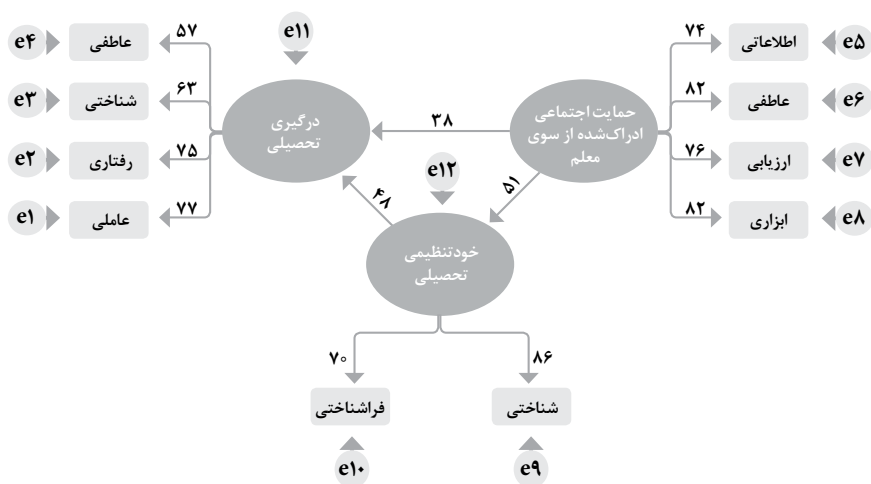 e۱۱
e۵
اطلاعاتی
۷۴
۵۷
عاطفی
e۴
e۶
عاطفی
۸۲
حمایت اجتماعی
ادراک‌شده از سوی
معلم
۳۸
درگیری
تحصیلی
۶۳
شناختی
e۳
e۷
ارزیابی
۷۶
۷۵
رفتاری
e۲
e۱۲
۵۱
۴۸
e۸
ابزاری
۸۲
۷۷
عاملی
e۱
خودتنظیمی
تحصیلی
۸۶
۷۰
شناختی
فراشناختی
e۹
e۱۰